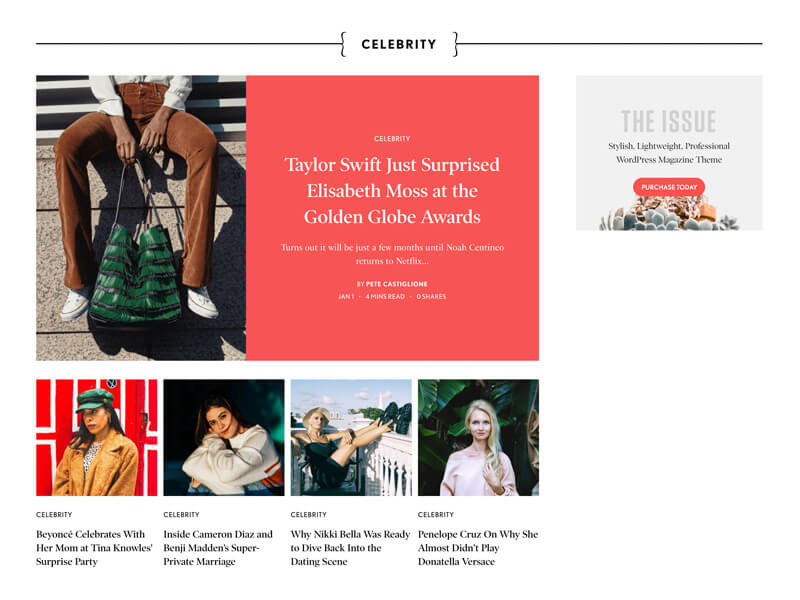 CELEBRITY
CELEBRITY
Taylor Swift Just Surprised
Elisabeth Moss at the
Golden Globe Awards
Turns out it will be just a few months until Noah Centineo
returns to Netflix...
BY PETE CASTIGLIONE
JAN 1 · 4 MINS READ · 0 SHARES
THE ISSUE
Stylish, Lightweight, Professional
WordPress Magazine Theme
PURCHASE TODAY
CELEBRITY
Beyoncé Celebrates With
Her Mom at Tina Knowles'
Surprise Party
CELEBRITY
Inside Cameron Diaz and
Benji Madden's Super-
Private Marriage
CELEBRITY
Why Nikki Bella Was Ready
to Dive Back Into the
Dating Scene
CELEBRITY
Penelope Cruz On Why She
Almost Didn't Play
Donatella Versace